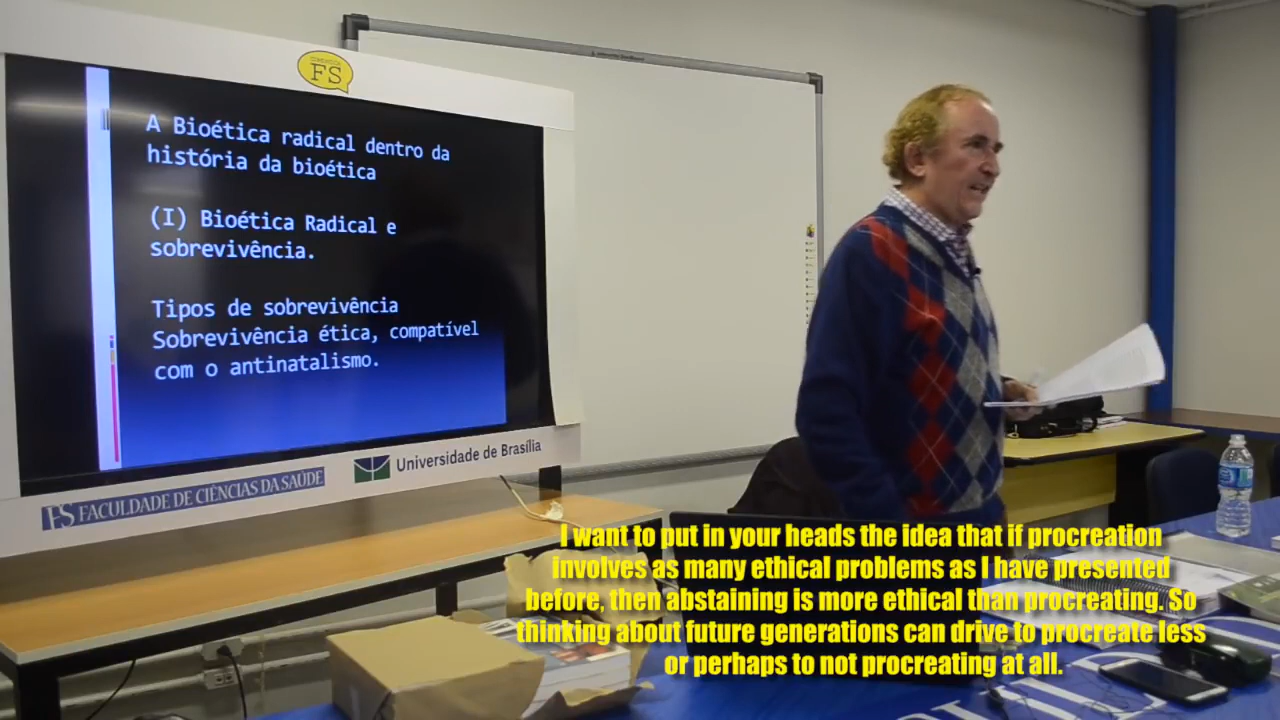 FS
A Bioética radical dentro da
história da bioética
(I) Bioética Radical e
sobrevivência.
Tipos de sobrevivência
Sobrevivência ética, compatível
com o antinatalismo.
FS FACULDADE DE CIÊNCIAS DA SAÚDE
Universidade de Brasília
I want to put in your heads the idea that if procreation
involves as many ethical problems as I have presented
before, then abstaining is more ethical than procreating. So
thinking about future generations can drive to procreate less
or perhaps to not procreating at all.